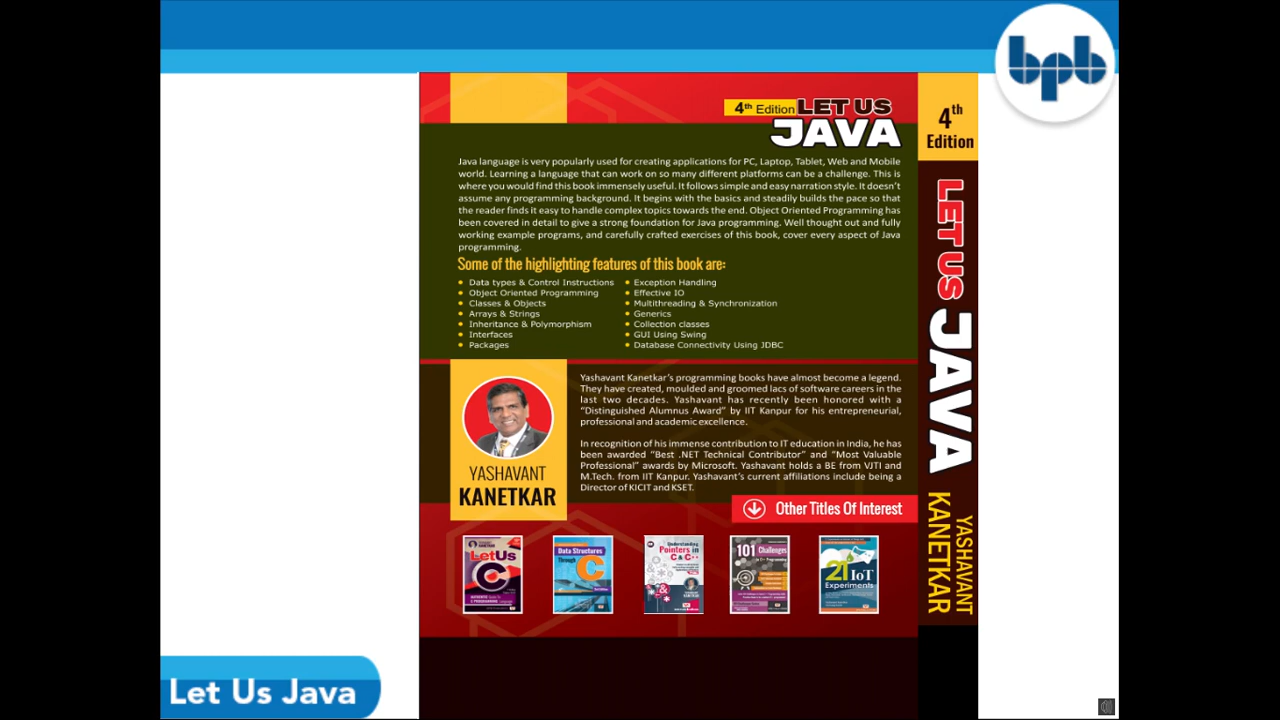 bpb
4th Edition LET US
JAVA
Java language is very popularly used for creating applications for PC, Laptop, Tablet, Web and Mobile
world. Learning a language that can work on so many different platforms can be a challenge. This is
where you would find this book immensely useful. It follows simple and easy narration style. It doesn't
assume any programming background. It begins with the basics and steadily builds the pace so that
the reader finds it easy to handle complex topics towards the end. Object Oriented Programming has
been covered in detail to give a strong foundation for Java programming. Well thought out and fully
working example programs, and carefully crafted exercises of this book, cover every aspect of Java
programming.
Some of the highlighting features of this book are:
• Data types & Control Instructions
• Object Oriented Programming
• Classes & Objects
• Arrays & Strings
• Inheritance & Polymorphism
• Interfaces
• Packages
• Exception Handling
• Effective IO
• Multithreading & Synchronization
• Generics
• Collection classes
• GUI Using Swing
• Database Connectivity Using JDBC
Yashavant Kanetkar's programming books have almost become a legend.
They have created, moulded and groomed lacs of software careers in the
last two decades. Yashavant has recently been honored with a
"Distinguished Alumnus Award" by IIT Kanpur for his entrepreneurial,
professional and academic excellence.
In recognition of his immense contribution to IT education in India, he has
been awarded "Best .NET Technical Contributor" and "Most Valuable
Professional" awards by Microsoft. Yashavant holds a BE from VJTI and
M.Tech. from IIT Kanpur. Yashavant's current affiliations include being a
Director of KICIT and KSET.
YASHAVANT
KANETKAR
Other Titles Of Interest
Let Us
C
Data Structures
Through
C
Understanding
Pointers in
C & C++
101
Challenges
21 IoT
Experiments
4th
Edition
LET US JAVA
YASHAVANT
KANETKAR
Let Us Java